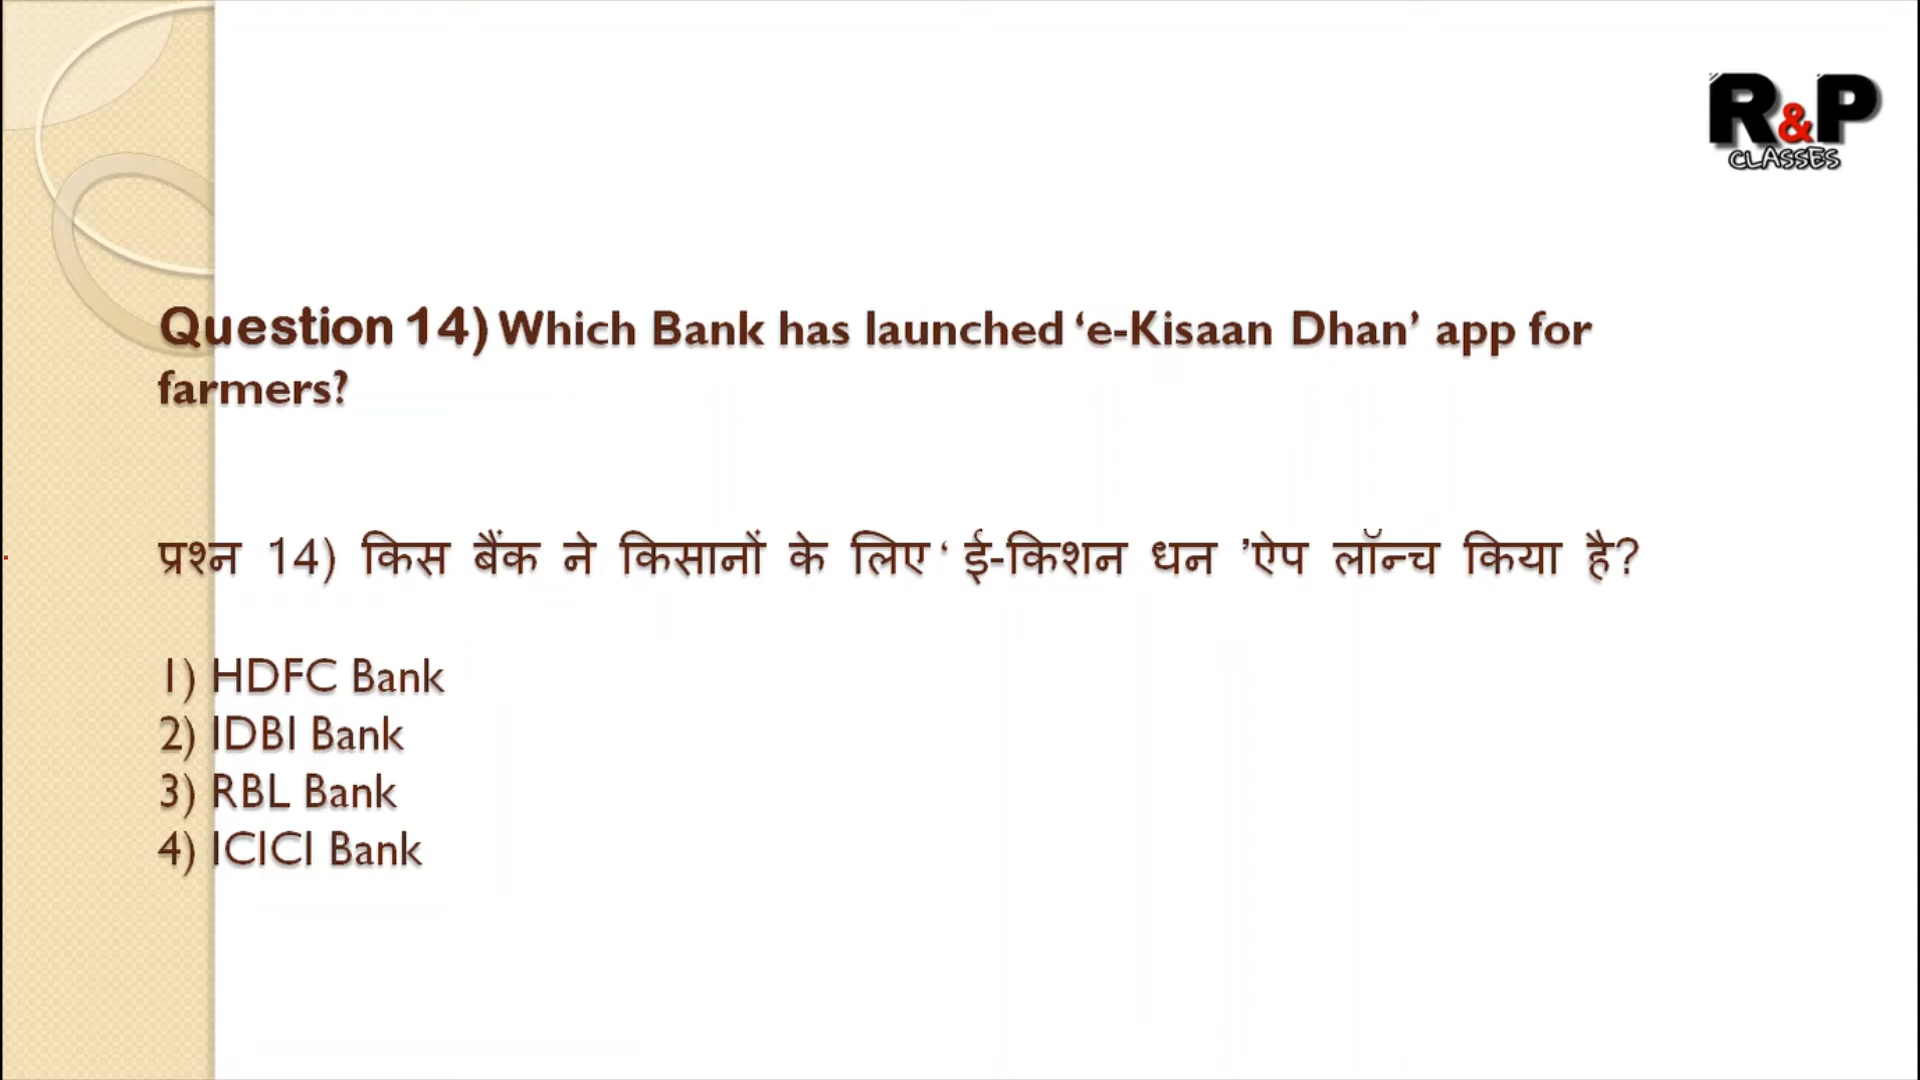 R&P
CLASSES
Question 14) Which Bank has launched ‘e-Kisaan Dhan’ app for
farmers?
प्रश्न 14) किस बैंक ने किसानों के लिए ‘ ई-किशन धन ’ऐप लॉन्च किया है?
1) HDFC Bank
2) IDBI Bank
3) RBL Bank
4) ICICI Bank